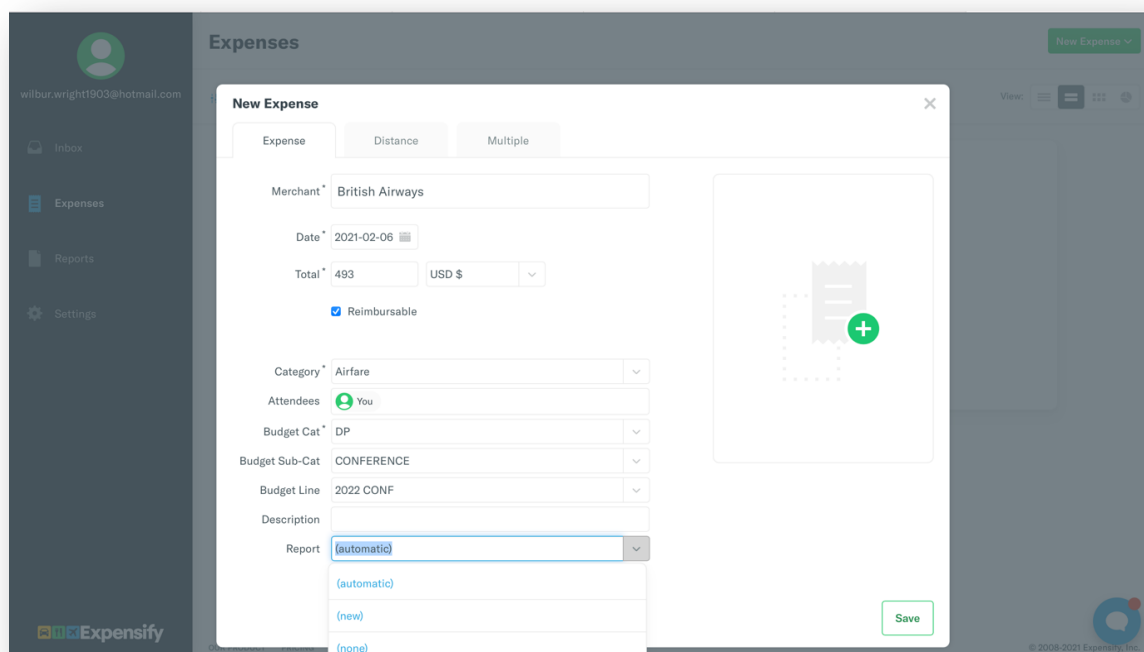 Expenses
New Expense
wilbur.wright1903@hotmail.com
View:
New Expense
Expense
Distance
Multiple
Inbox
Expenses
Reports
Settings
Merchant *
British Airways
Date *
2021-02-06
Total *
493
USD $
Reimbursable
Category *
Airfare
Attendees
You
Budget Cat *
DP
Budget Sub-Cat
CONFERENCE
Budget Line
2022 CONF
Description
Report
(automatic)
(automatic)
(new)
(none)
Save
Expensify
© 2008-2021 Expensify, Inc.